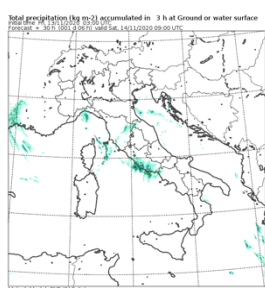 Total precipitation (kg m-2) accumulated in 3 h at Ground or water surface
Initial time Fri, 13/11/2020 03:00 UTC
Forecast + 30 h (001 d 06 h) valid Sat, 14/11/2020 09:00 UTC